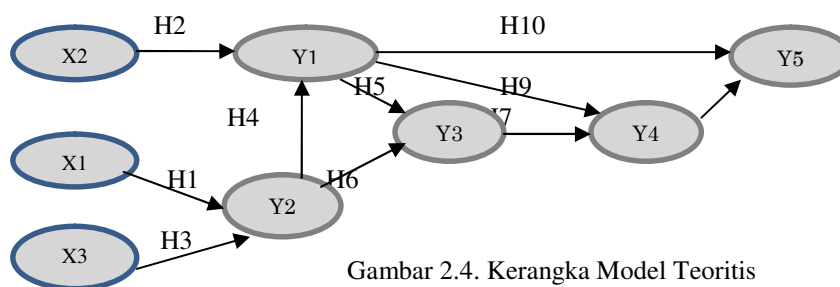 H2
H10
X2
Y1
Y5
H5
H9
H4
Y3
Y4
X1
H1
H6
Y2
H3
X3
Gambar 2.4. Kerangka Model Teoritis